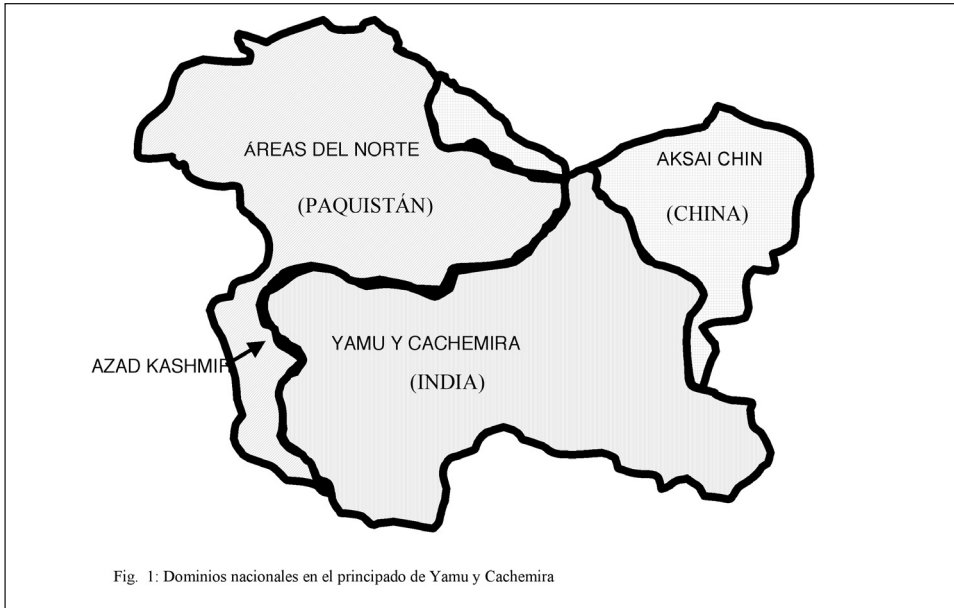 ÁREAS DEL NORTE
(PAQUISTÁN)
AKSAI CHIN
(CHINA)
YAMU Y CACHEMIRA
(INDIA)
AZAD KASHMIR
Fig. 1: Dominios nacionales en el principado de Yamu y Cachemira